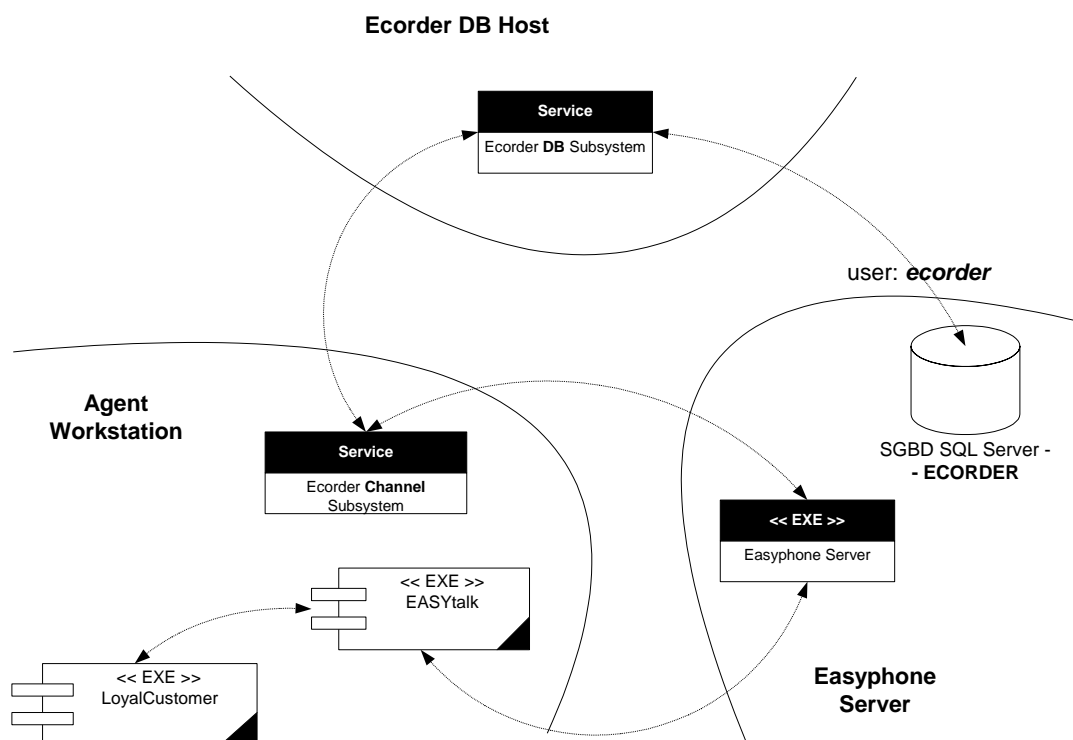 Ecorder DB Host
Service
Ecorder DB Subsystem
user: ecorder
Agent
Workstation
Service
Ecorder Channel
Subsystem
SGBD SQL Server -
- ECORDER
<< EXE >>
Easyphone Server
<< EXE >>
EASYtalk
<< EXE >>
LoyalCustomer
Easyphone
Server